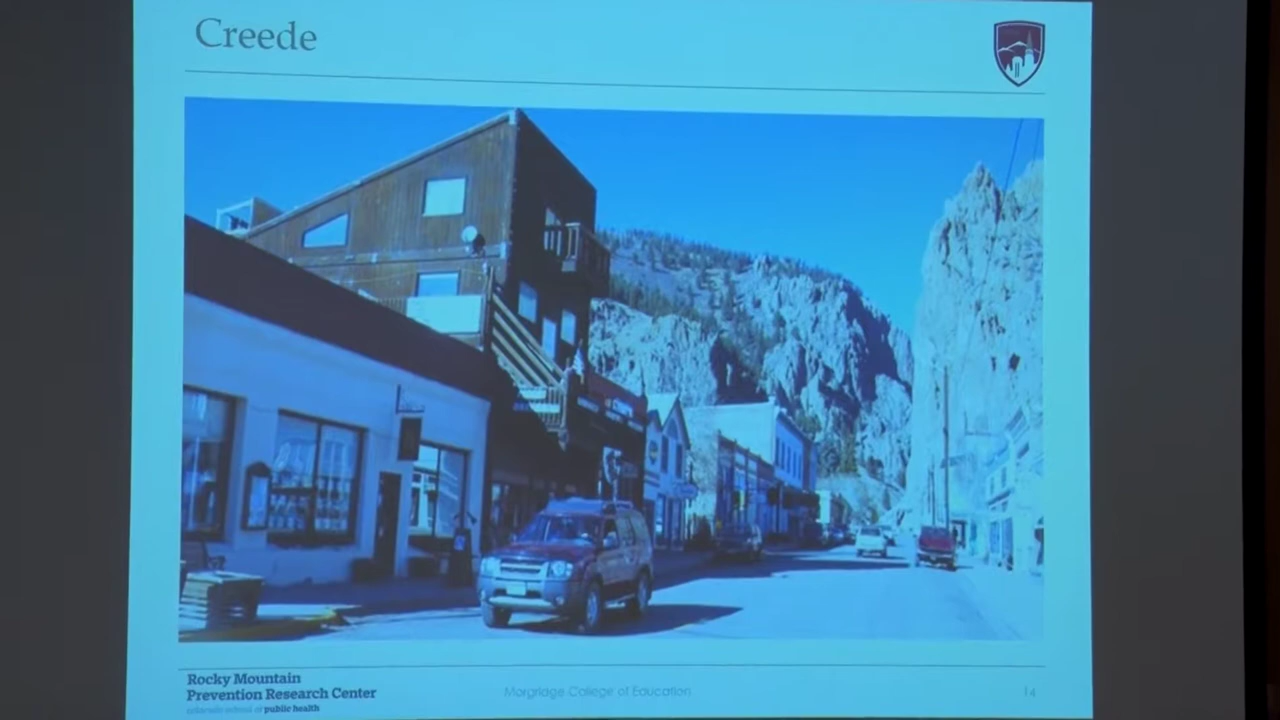 Creede
Rocky Mountain
Prevention Research Center
colorado school of public health
Morgridge College of Education
14